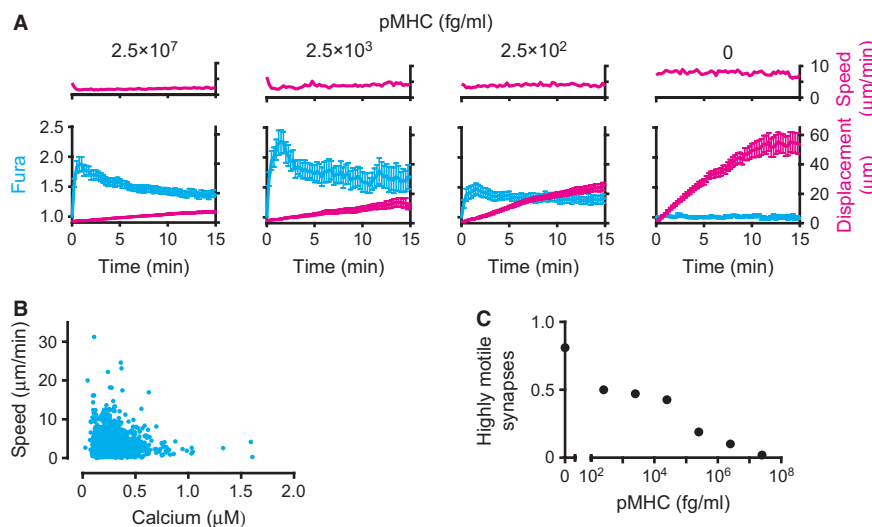 A
pMHC (fg/ml)
2.5×10⁷
2.5×10³
2.5×10²
0
10
0
Speed
(μm/min)
2.5
2.0
1.5
1.0
Fura
60
40
20
0
Displacement
(μm)
0 5 10 15
0 5 10 15
0 5 10 15
0 5 10 15
Time (min)
Time (min)
Time (min)
Time (min)
B
30
20
10
0
Speed (μm/min)
0 0.5 1.0 1.5 2.0
Calcium (μM)
C
1.0
0.5
0
Highly motile
synapses
0 10² 10⁴ 10⁶ 10⁸
pMHC (fg/ml)